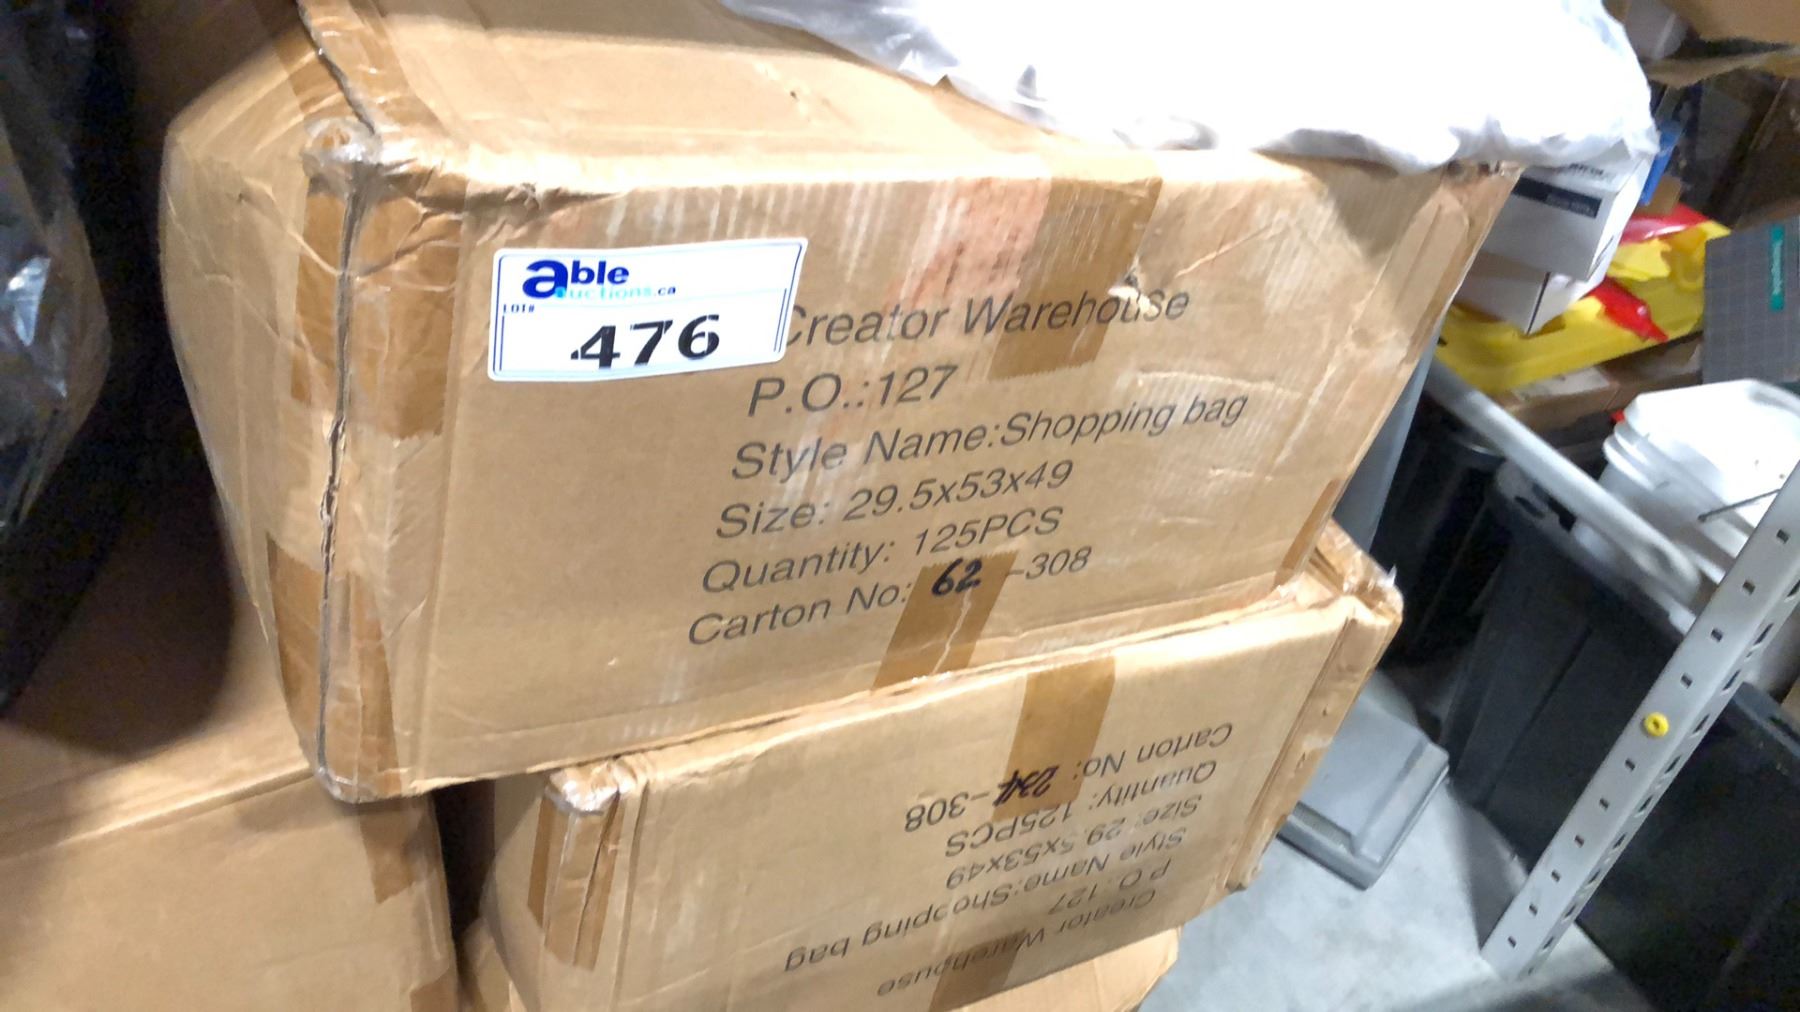 able
auctions.ca
LOT#
476
Creator Warehouse
P.O.:127
Style Name:Shopping bag
Size: 29.5x53x49
Quantity: 125PCS
Carton No: 62 -308
Creator Warehouse
P.O.:127
Style Name:Shopping bag
Size: 29.5x53x49
Quantity: 125PCS
Carton No: 234 -308